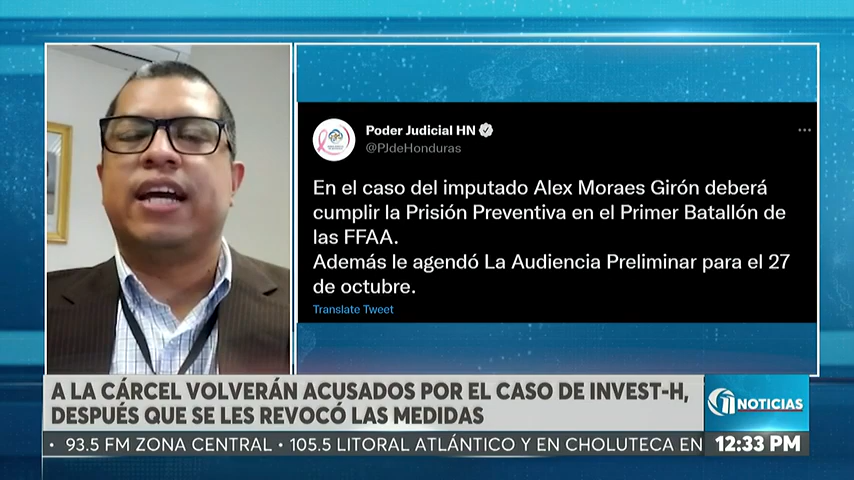 Poder Judicial HN
@PJdeHonduras
En el caso del imputado Alex Moraes Girón deberá
cumplir la Prisión Preventiva en el Primer Batallón de
las FFAA.
Además le agendó La Audiencia Preliminar para el 27
de octubre.
Translate Tweet
A LA CÁRCEL VOLVERÁN ACUSADOS POR EL CASO DE INVEST-H,
DESPUÉS QUE SE LES REVOCÓ LAS MEDIDAS
11 NOTICIAS
• 93.5 FM ZONA CENTRAL • 105.5 LITORAL ATLÁNTICO Y EN CHOLUTECA EN
12:33 PM